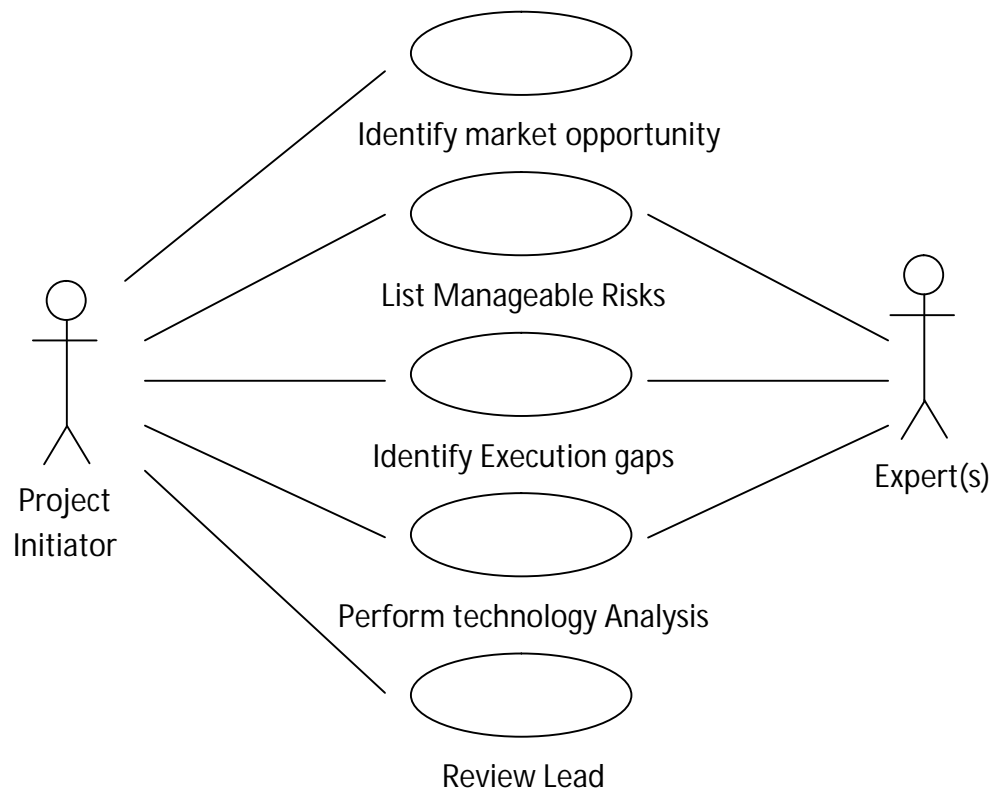 Identify market opportunity
List Manageable Risks
Identify Execution gaps
Expert(s)
Project
Initiator
Perform technology Analysis
Review Lead